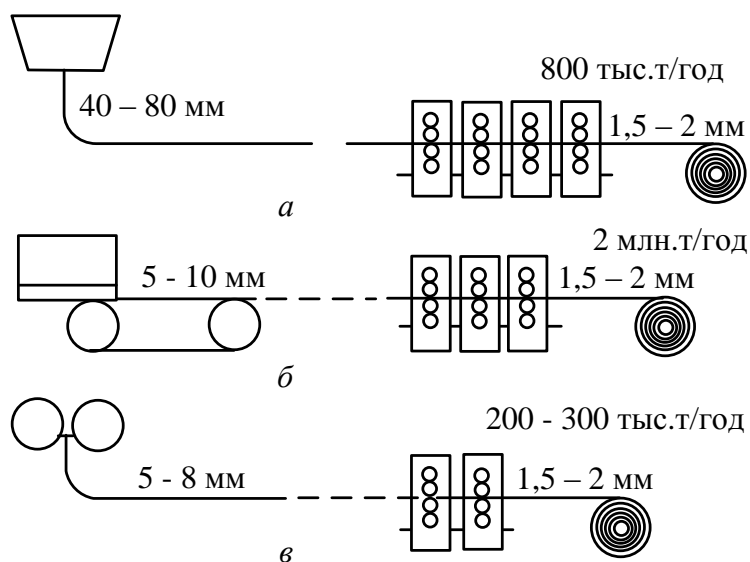 800 тыс.т/год
40 – 80 мм
1,5 – 2 мм
а
2 млн.т/год
5 - 10 мм
1,5 – 2 мм
б
200 - 300 тыс.т/год
5 - 8 мм
1,5 – 2 мм
в